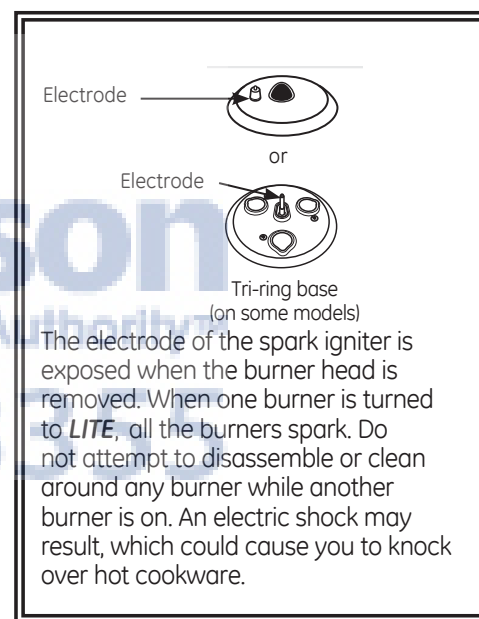 Electrode
or
Electrode
Tri-ring base
(on some models)
The electrode of the spark igniter is
exposed when the burner head is
removed. When one burner is turned
to LITE, all the burners spark. Do
not attempt to disassemble or clean
around any burner while another
burner is on. An electric shock may
result, which could cause you to knock
over hot cookware.
son
Authority™